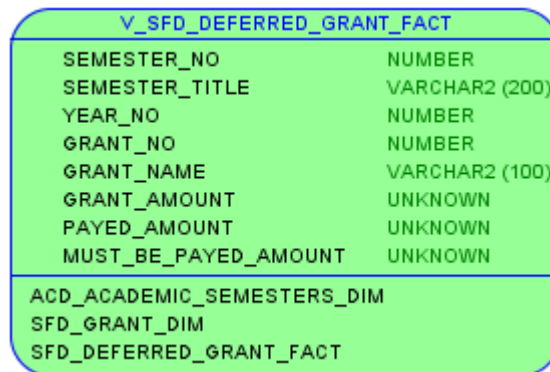 V_SFD_DEFERRED_GRANT_FACT
SEMESTER_NO NUMBER
SEMESTER_TITLE VARCHAR2 (200)
YEAR_NO NUMBER
GRANT_NO NUMBER
GRANT_NAME VARCHAR2 (100)
GRANT_AMOUNT UNKNOWN
PAYED_AMOUNT UNKNOWN
MUST_BE_PAYED_AMOUNT UNKNOWN
ACD_ACADEMIC_SEMESTERS_DIM
SFD_GRANT_DIM
SFD_DEFERRED_GRANT_FACT